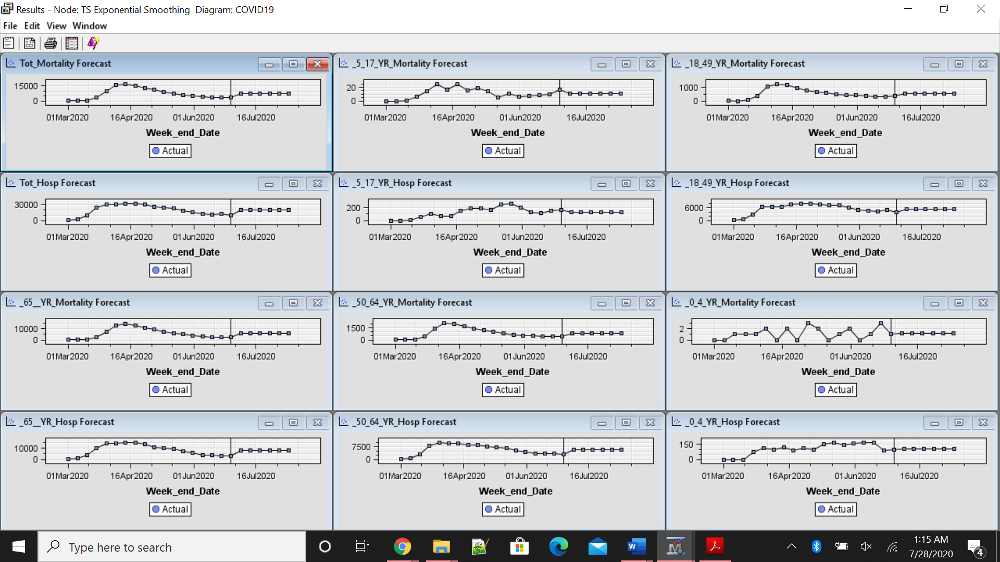 Results - Node: TS Exponential Smoothing Diagram: COVID19
File Edit View Window
Tot_Mortality Forecast
15000
0
01Mar2020 16Apr2020 01Jun2020 16Jul2020
Week_end_Date
Actual
_5_17_YR_Mortality Forecast
20
0
01Mar2020 16Apr2020 01Jun2020 16Jul2020
Week_end_Date
Actual
_18_49_YR_Mortality Forecast
1000
0
01Mar2020 16Apr2020 01Jun2020 16Jul2020
Week_end_Date
Actual
Tot_Hosp Forecast
30000
0
01Mar2020 16Apr2020 01Jun2020 16Jul2020
Week_end_Date
Actual
_5_17_YR_Hosp Forecast
200
0
01Mar2020 16Apr2020 01Jun2020 16Jul2020
Week_end_Date
Actual
_18_49_YR_Hosp Forecast
6000
0
01Mar2020 16Apr2020 01Jun2020 16Jul2020
Week_end_Date
Actual
_65__YR_Mortality Forecast
10000
0
01Mar2020 16Apr2020 01Jun2020 16Jul2020
Week_end_Date
Actual
_50_64_YR_Mortality Forecast
1500
0
01Mar2020 16Apr2020 01Jun2020 16Jul2020
Week_end_Date
Actual
_0_4_YR_Mortality Forecast
2
0
01Mar2020 16Apr2020 01Jun2020 16Jul2020
Week_end_Date
Actual
_65__YR_Hosp Forecast
10000
0
01Mar2020 16Apr2020 01Jun2020 16Jul2020
Week_end_Date
Actual
_50_64_YR_Hosp Forecast
7500
0
01Mar2020 16Apr2020 01Jun2020 16Jul2020
Week_end_Date
Actual
_0_4_YR_Hosp Forecast
150
0
01Mar2020 16Apr2020 01Jun2020 16Jul2020
Week_end_Date
Actual
Type here to search
W
M
1:15 AM
7/28/2020
4